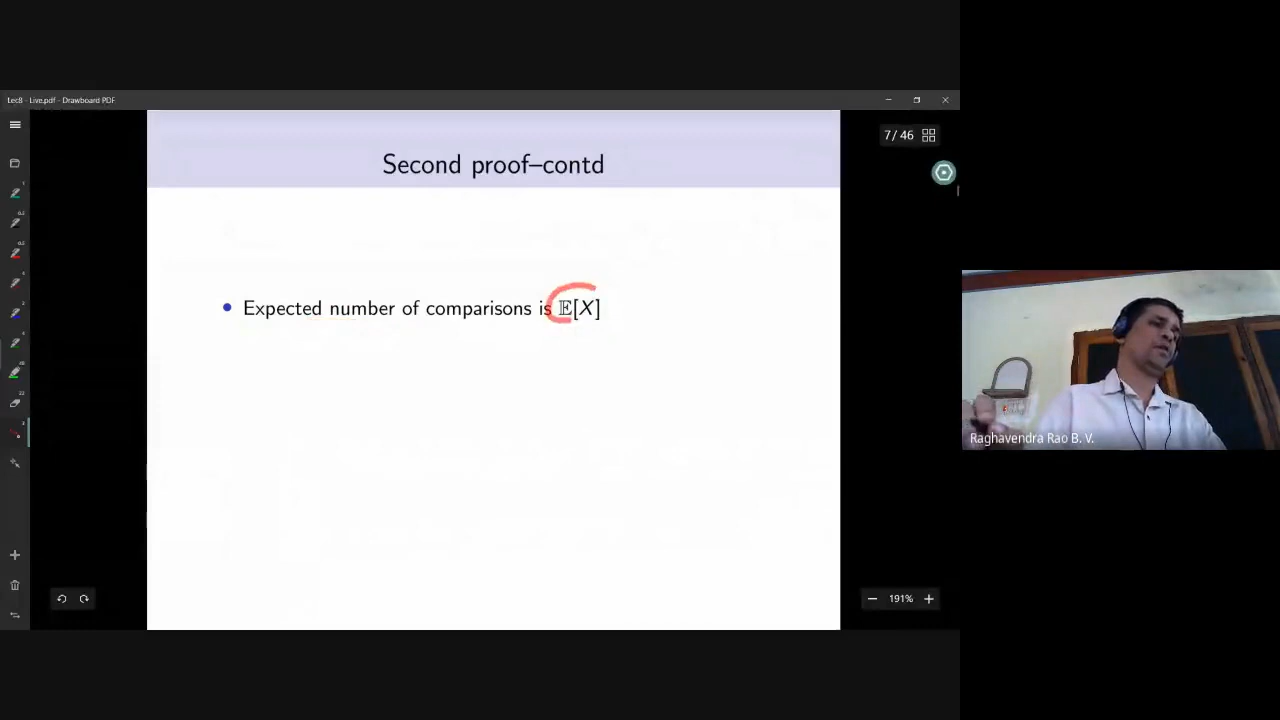 Lec8 - Live.pdf - Drawboard PDF
7 / 46
Second proof–contd
Expected number of comparisons is 𝔼[X]
Raghavendra Rao B. V.
191%